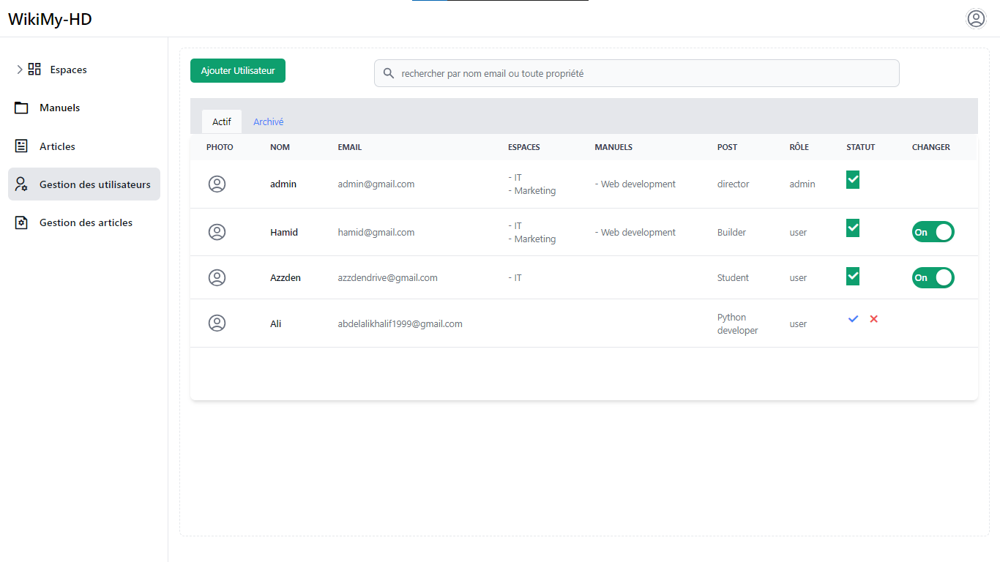 WikiMy-HD
Espaces
Manuels
Articles
Gestion des utilisateurs
Gestion des articles
Ajouter Utilisateur
rechercher par nom email ou toute propriété
Actif Archivé
PHOTO NOM EMAIL ESPACES MANUELS POST RÔLE STATUT CHANGER
admin admin@gmail.com - IT - Web development director admin
- Marketing
Hamid hamid@gmail.com - IT - Web development Builder user On
- Marketing
Azzden azzdendrive@gmail.com - IT Student user On
Ali abdelalikhalif1999@gmail.com Python user
developer